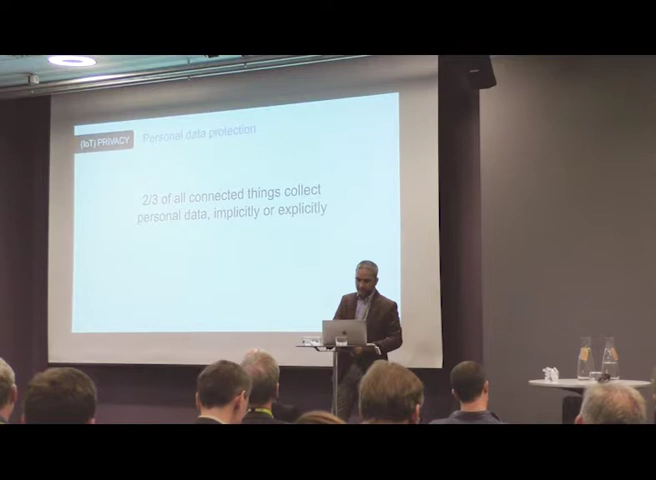 (IoT) PRIVACY
Personal data protection
2/3 of all connected things collect
personal data, implicitly or explicitly